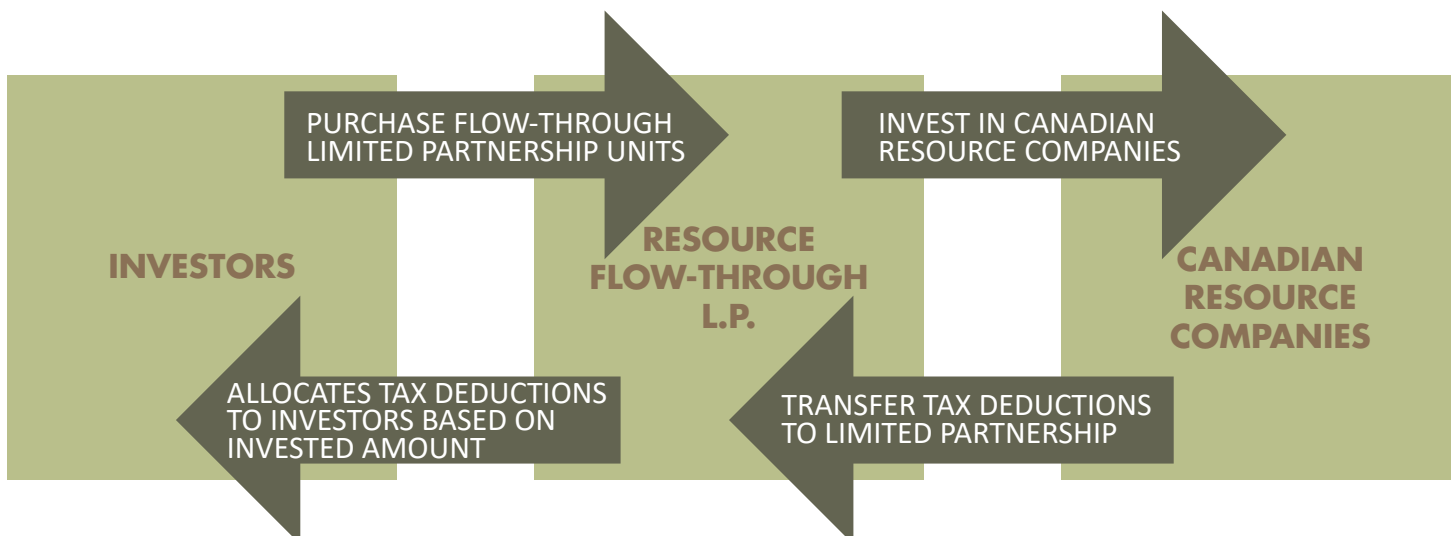 PURCHASE FLOW-THROUGH
LIMITED PARTNERSHIP UNITS
INVEST IN CANADIAN
RESOURCE COMPANIES
INVESTORS
RESOURCE
FLOW-THROUGH
L.P.
CANADIAN
RESOURCE
COMPANIES
ALLOCATES TAX DEDUCTIONS
TO INVESTORS BASED ON
INVESTED AMOUNT
TRANSFER TAX DEDUCTIONS
TO LIMITED PARTNERSHIP